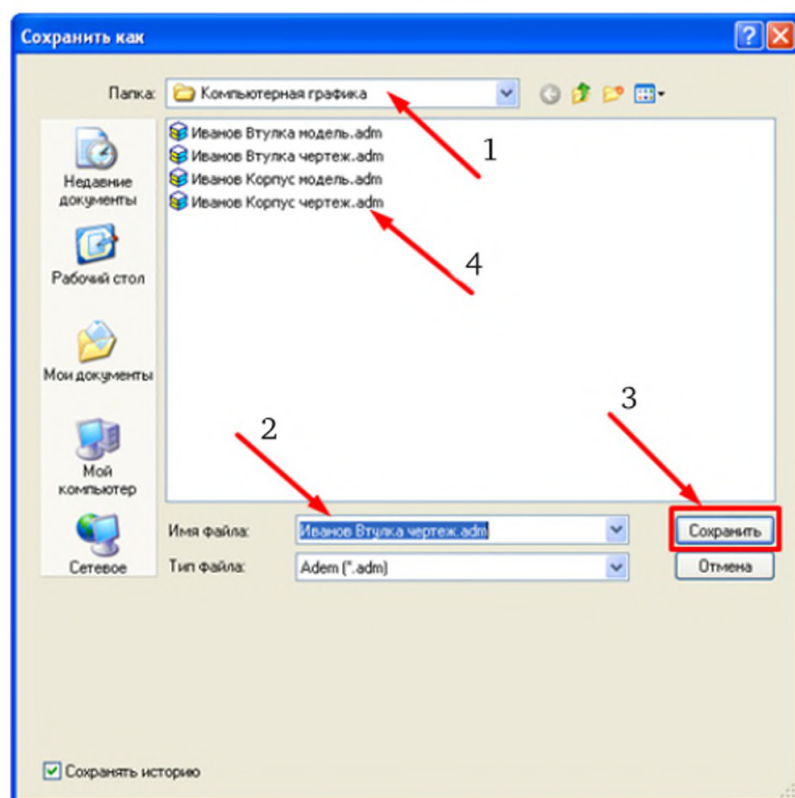 Сохранить как
Папка:
Компьютерная графика
1
Иванов Втулка модель.adm
Иванов Втулка чертеж.adm
Иванов Корпус модель.adm
Иванов Корпус чертеж.adm
4
Недавние
документы
Рабочий стол
Мои документы
Мой
компьютер
Сетевое
2
3
Имя файла:
Иванов Втулка чертеж.adm
Сохранить
Тип файла:
Adem (*.adm)
Отмена
Сохранять историю